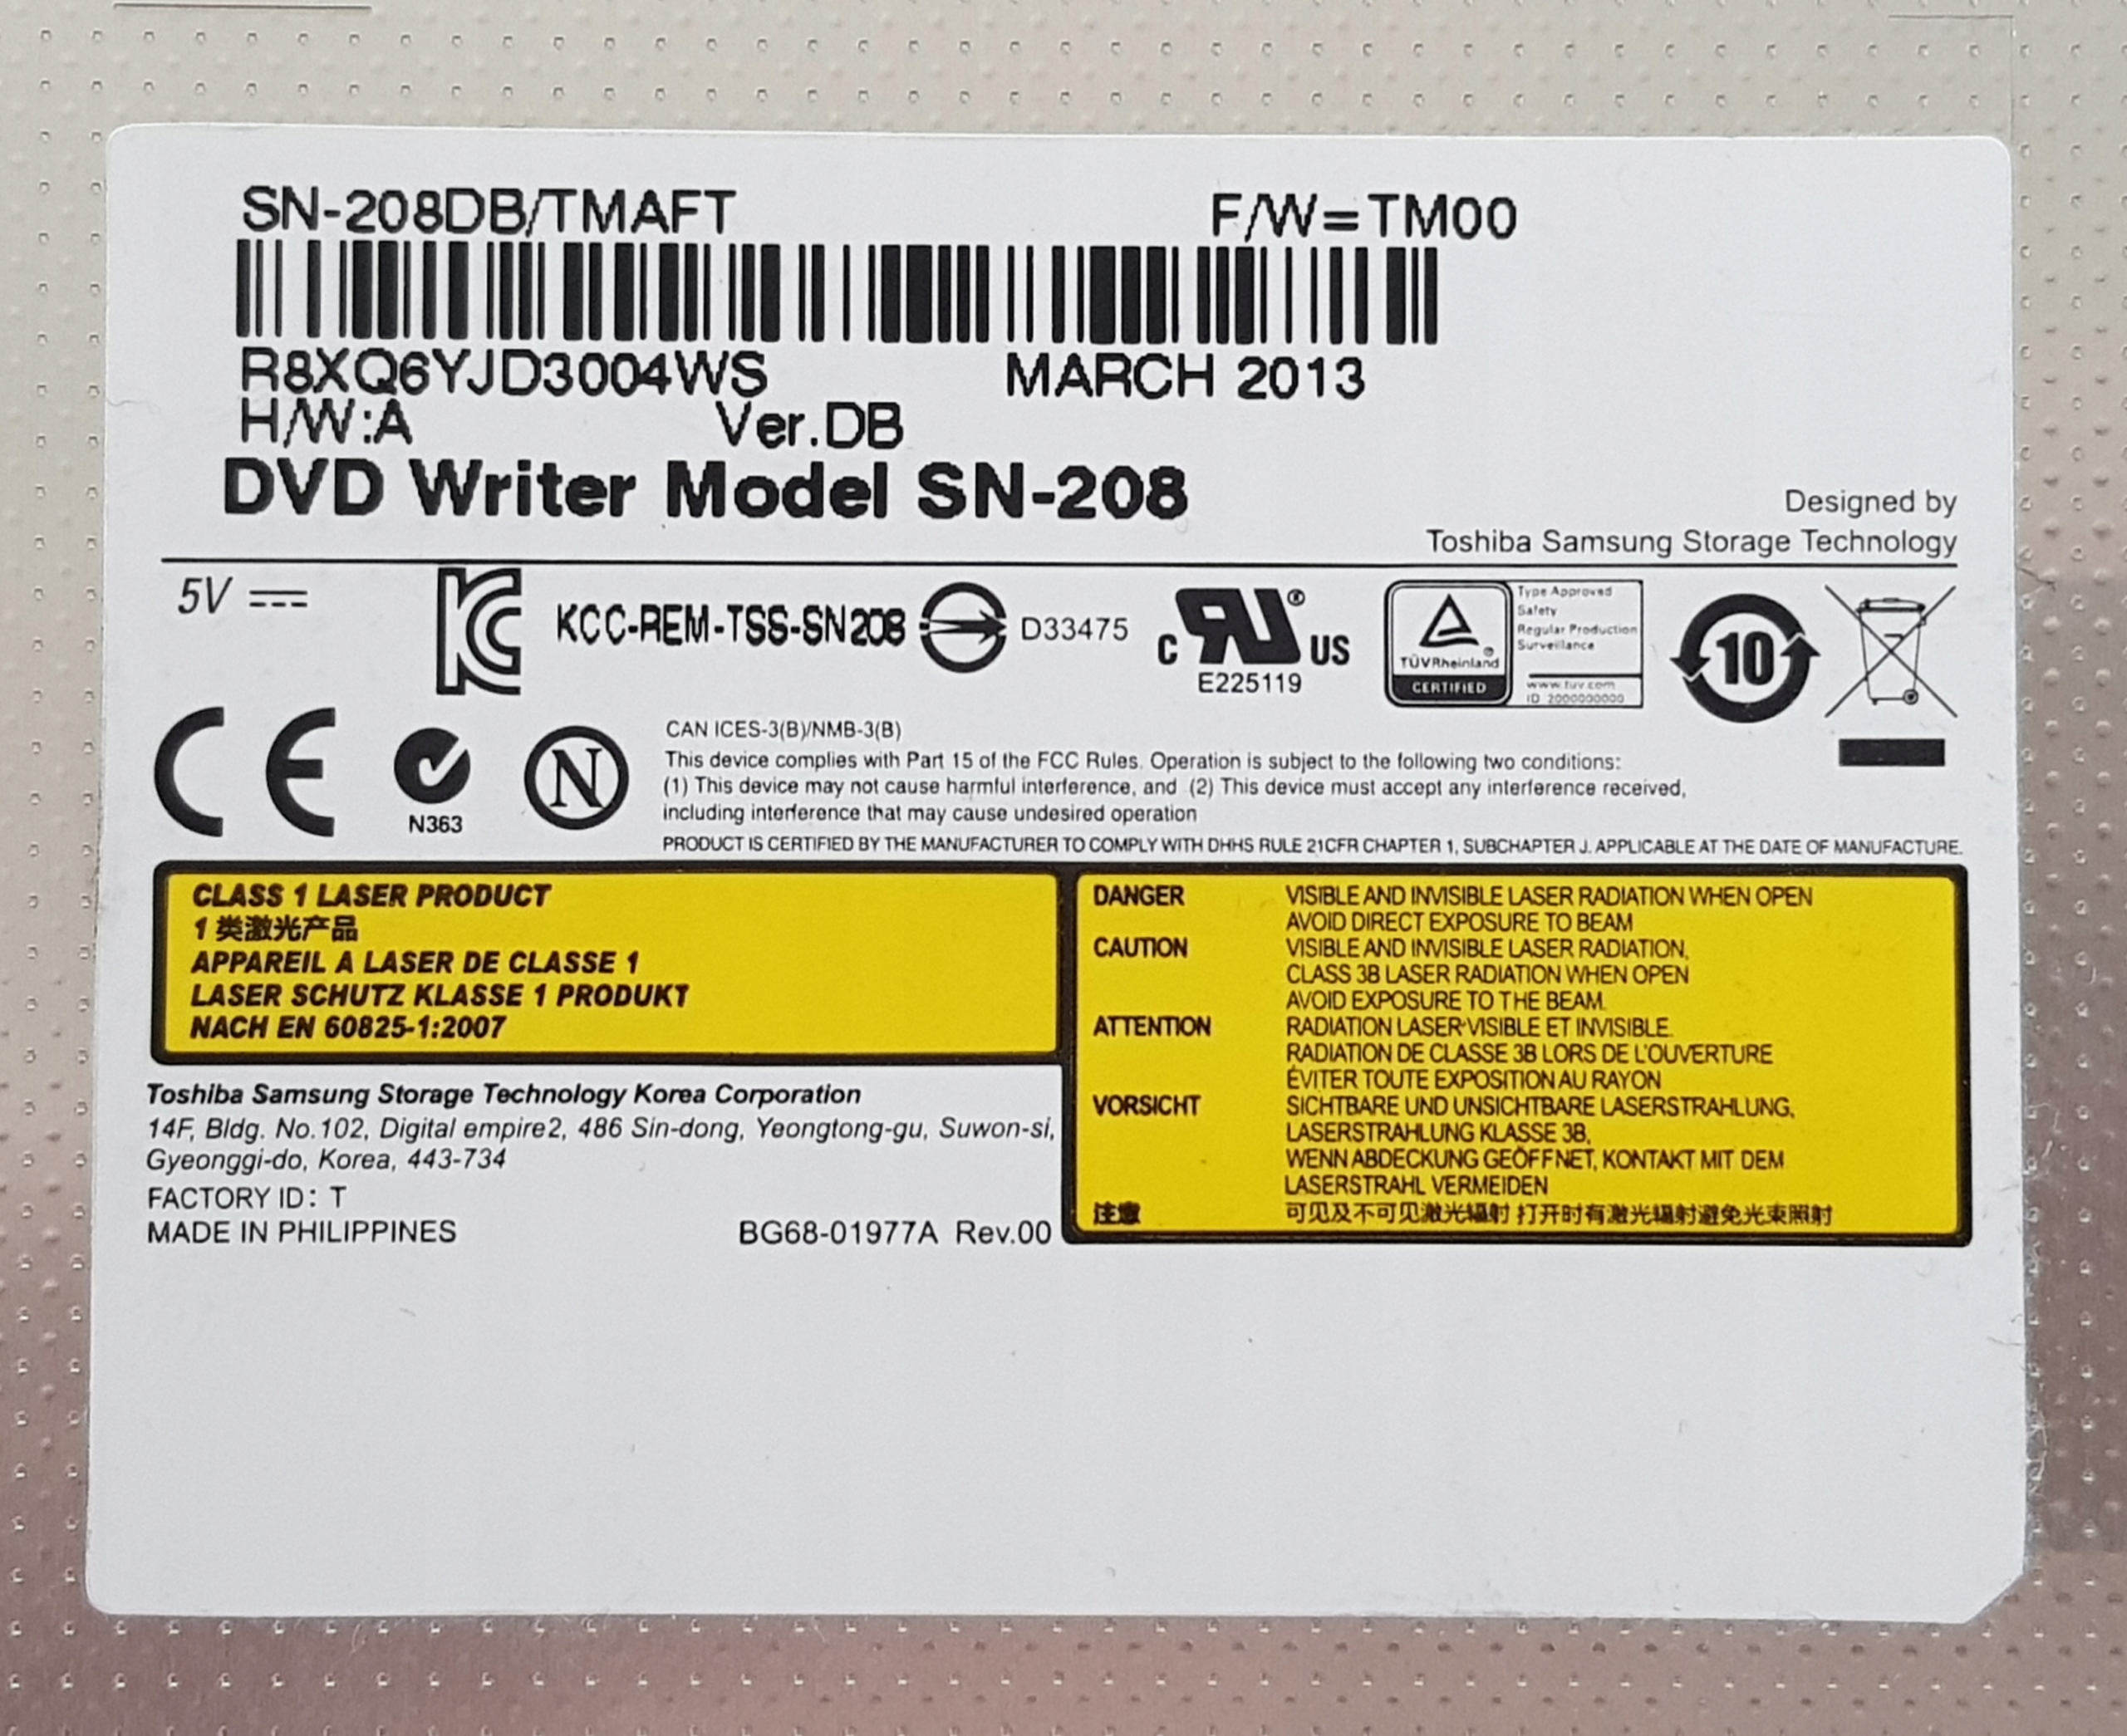 SN-208DB/TMAFT F/W=TM00
R8XQ6YJD3004WS MARCH 2013
H/W:A Ver.DB
DVD Writer Model SN-208
Designed by
Toshiba Samsung Storage Technology
5V
KCC-REM-TSS-SN208
D33475
c RU® US
E225119
TÜVRheinland®
CERTIFIED
Type Approved
Safety
Regular Production
Surveillance
www.tuv.com
ID 2000000000
10
CE
N363
N
CAN ICES-3(B)/NMB-3(B)
This device complies with Part 15 of the FCC Rules. Operation is subject to the following two conditions:
(1) This device may not cause harmful interference, and (2) This device must accept any interference received,
including interference that may cause undesired operation
PRODUCT IS CERTIFIED BY THE MANUFACTURER TO COMPLY WITH DHHS RULE 21CFR CHAPTER 1, SUBCHAPTER J. APPLICABLE AT THE DATE OF MANUFACTURE.
CLASS 1 LASER PRODUCT
1 类激光产品
APPAREIL A LASER DE CLASSE 1
LASER SCHUTZ KLASSE 1 PRODUKT
NACH EN 60825-1:2007
DANGER VISIBLE AND INVISIBLE LASER RADIATION WHEN OPEN
AVOID DIRECT EXPOSURE TO BEAM
CAUTION VISIBLE AND INVISIBLE LASER RADIATION,
CLASS 3B LASER RADIATION WHEN OPEN
AVOID EXPOSURE TO THE BEAM.
ATTENTION RADIATION LASER VISIBLE ET INVISIBLE.
RADIATION DE CLASSE 3B LORS DE L'OUVERTURE
ÉVITER TOUTE EXPOSITION AU RAYON
VORSICHT SICHTBARE UND UNSICHTBARE LASERSTRAHLUNG,
LASERSTRAHLUNG KLASSE 3B,
WENN ABDECKUNG GEÖFFNET, KONTAKT MIT DEM
LASERSTRAHL VERMEIDEN
注意 可见及不可见激光辐射 打开时有激光辐射避免光束照射
Toshiba Samsung Storage Technology Korea Corporation
14F, Bldg. No.102, Digital empire2, 486 Sin-dong, Yeongtong-gu, Suwon-si,
Gyeonggi-do, Korea, 443-734
FACTORY ID: T
MADE IN PHILIPPINES BG68-01977A Rev.00